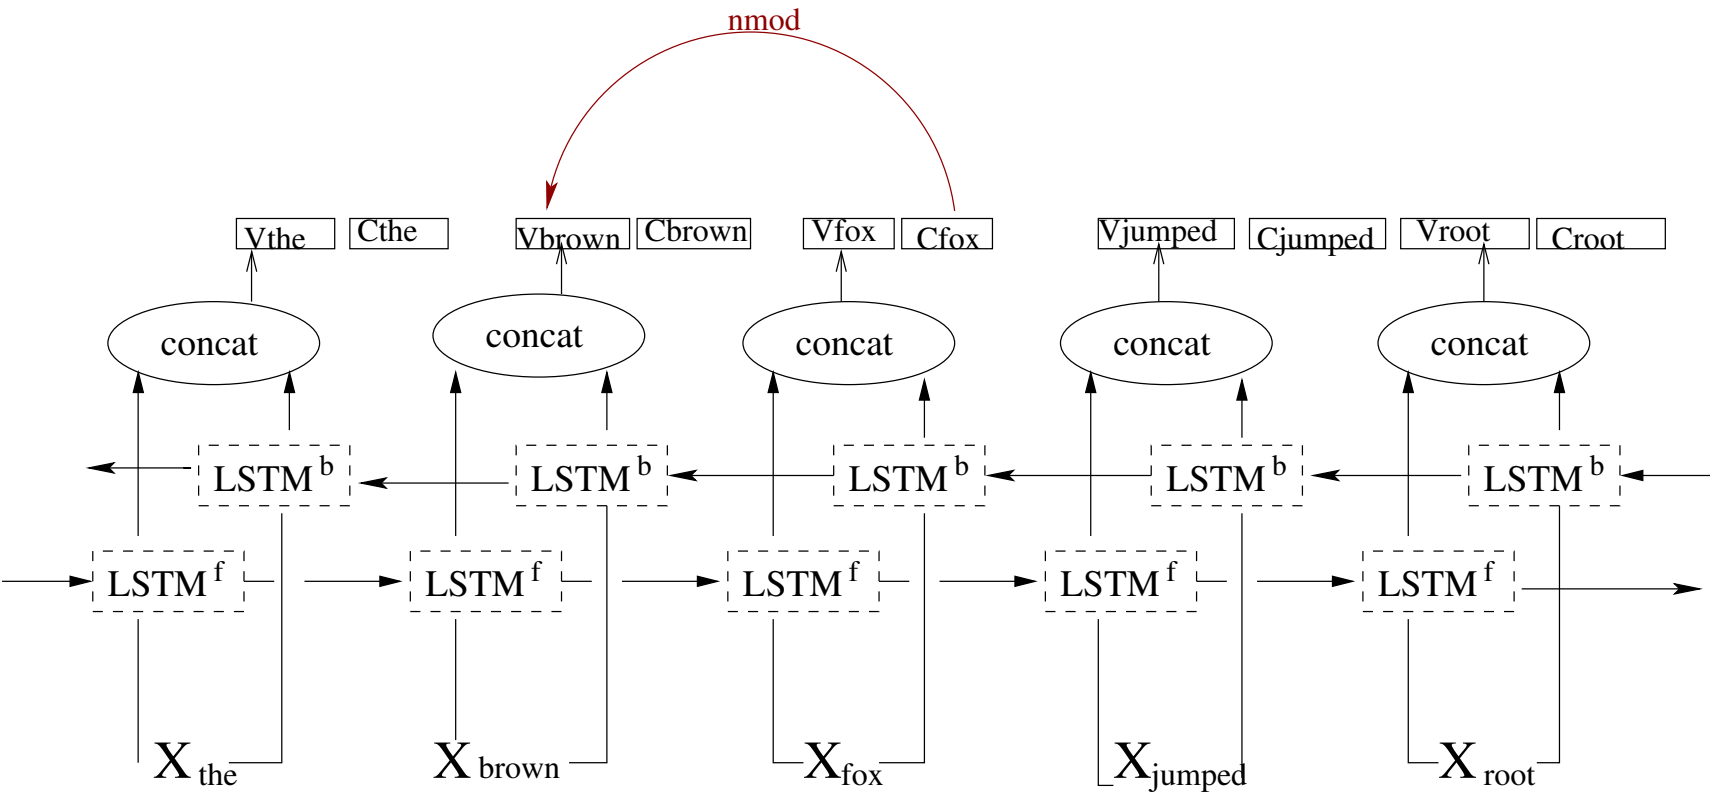 nmod
Vthe Cthe Vbrown Cbrown Vfox Cfox Vjumped Cjumped Vroot Croot
concat concat concat concat concat
LSTM b LSTM b LSTM b LSTM b LSTM b
LSTM f LSTM f LSTM f LSTM f LSTM f
X the X brown X fox X jumped X root